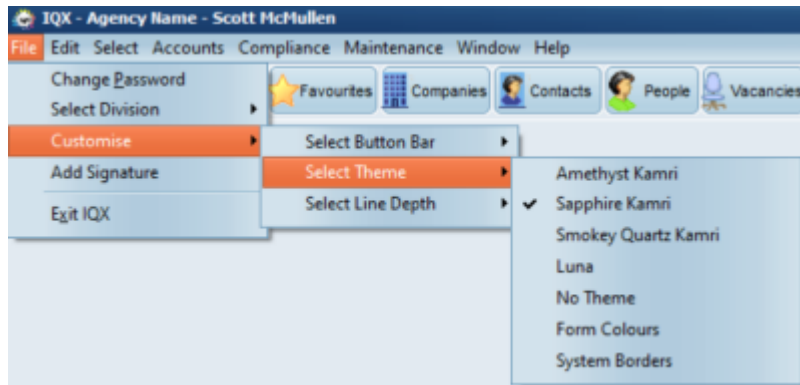 IQX - Agency Name - Scott McMullen
File Edit Select Accounts Compliance Maintenance Window Help
Change Password
Select Division
Customise
Add Signature
Exit IQX
Favourites Companies Contacts People Vacancies
Select Button Bar
Select Theme
Select Line Depth
Amethyst Kamri
Sapphire Kamri
Smokey Quartz Kamri
Luna
No Theme
Form Colours
System Borders